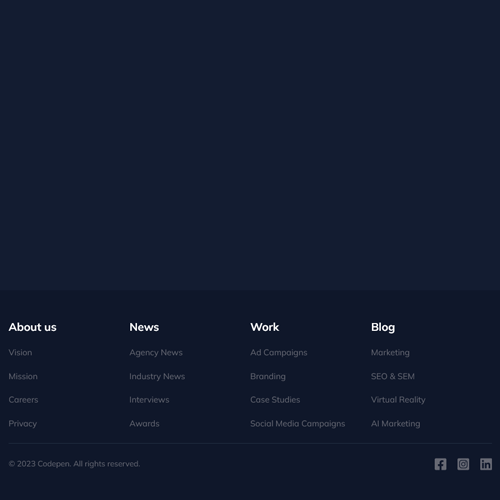 About us
Vision
Mission
Careers
Privacy
News
Agency News
Industry News
Interviews
Awards
Work
Ad Campaigns
Branding
Case Studies
Social Media Campaigns
Blog
Marketing
SEO & SEM
Virtual Reality
AI Marketing
© 2023 Codepen. All rights reserved.